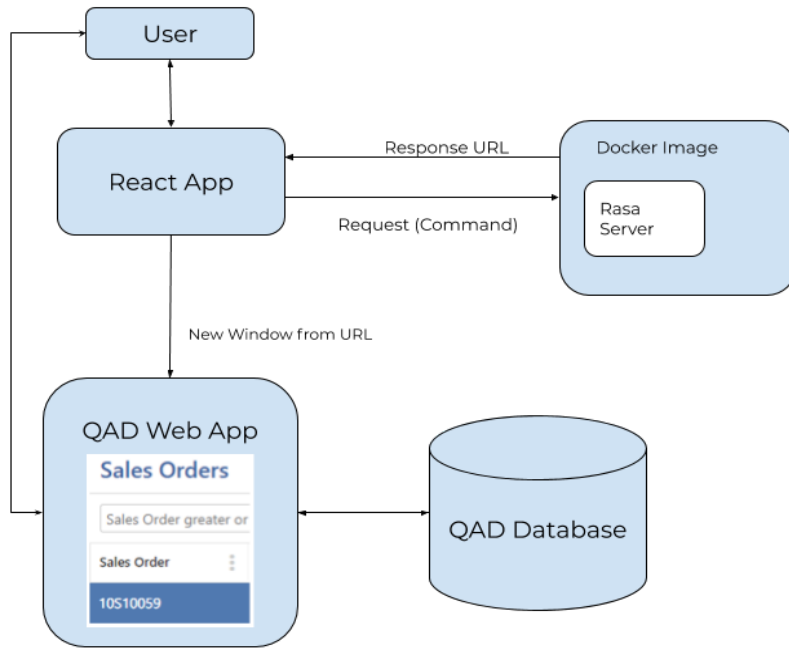 User
React App
Response URL
Request (Command)
Docker Image
Rasa
Server
New Window from URL
QAD Web App
Sales Orders
Sales Order greater or
Sales Order
10S10059
QAD Database